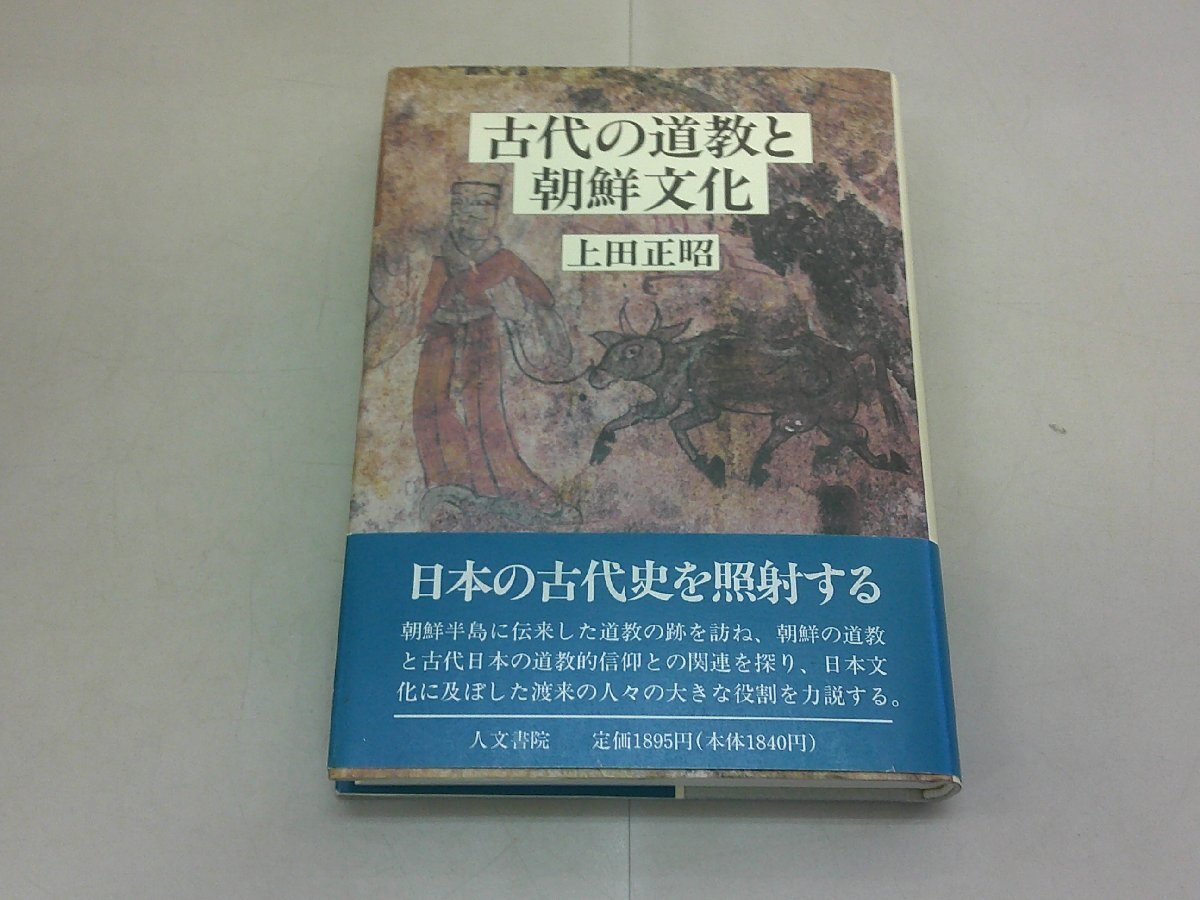 古代の道教と
朝鮮文化
上田正昭
日本の古代史を照射する
朝鮮半島に伝来した道教の跡を訪ね、朝鮮の道教
と古代日本の道教的信仰との関連を探り、日本文
化に及ぼした渡来の人々の大きな役割を力説する。
人文書院 定価1895円(本体1840円)